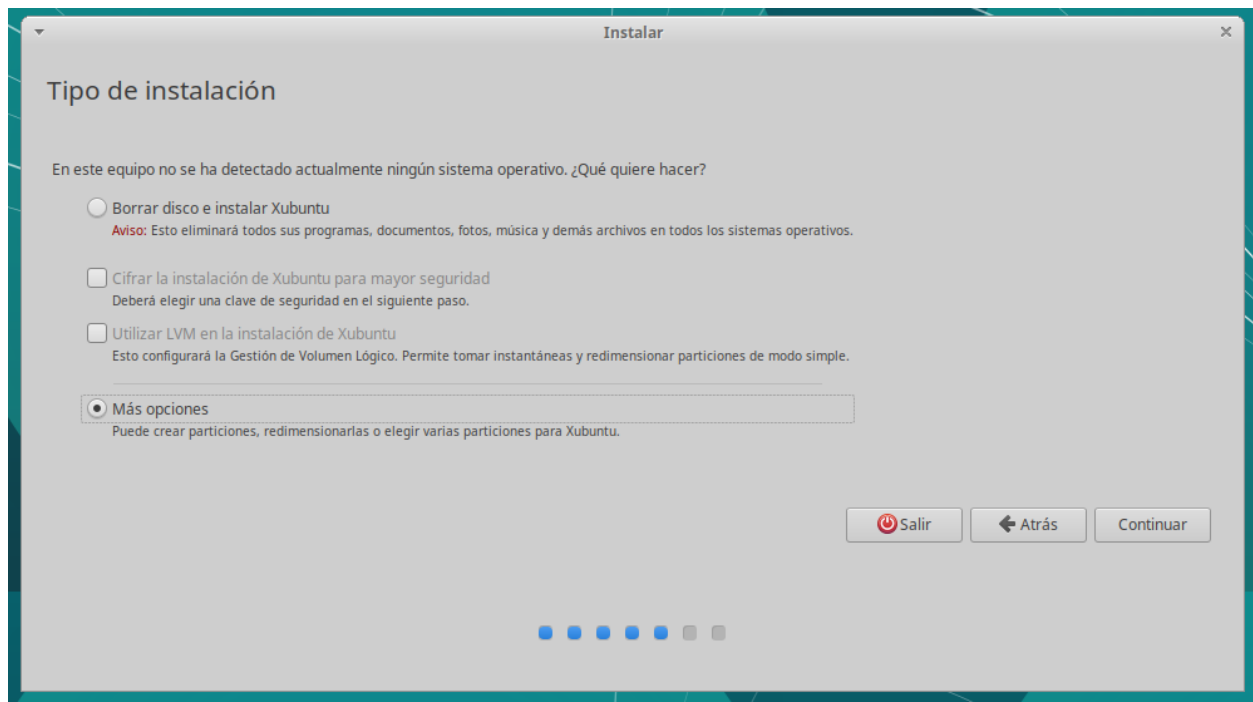 Instalar
Tipo de instalación
En este equipo no se ha detectado actualmente ningún sistema operativo. ¿Qué quiere hacer?
Borrar disco e instalar Xubuntu
Aviso: Esto eliminará todos sus programas, documentos, fotos, música y demás archivos en todos los sistemas operativos.
Cifrar la instalación de Xubuntu para mayor seguridad
Deberá elegir una clave de seguridad en el siguiente paso.
Utilizar LVM en la instalación de Xubuntu
Esto configurará la Gestión de Volumen Lógico. Permite tomar instantáneas y redimensionar particiones de modo simple.
Más opciones
Puede crear particiones, redimensionarlas o elegir varias particiones para Xubuntu.
Salir Atrás Continuar